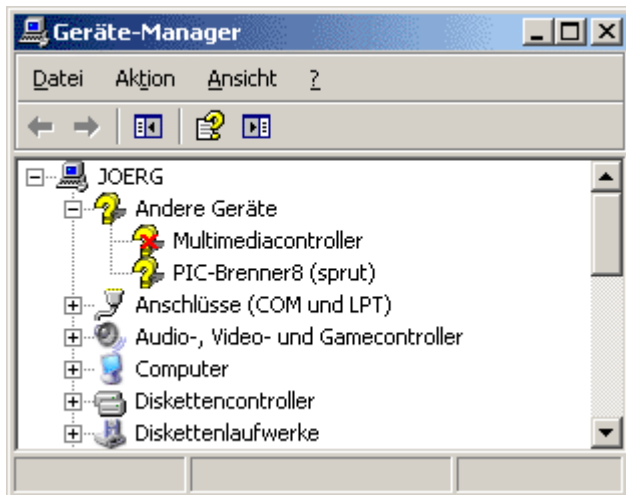 Geräte-Manager
Datei Aktion Ansicht ?
JOERG
Andere Geräte
Multimediacontroller
PIC-Brenner8 (sprut)
Anschlüsse (COM und LPT)
Audio-, Video- und Gamecontroller
Computer
Diskettencontroller
Diskettenlaufwerke